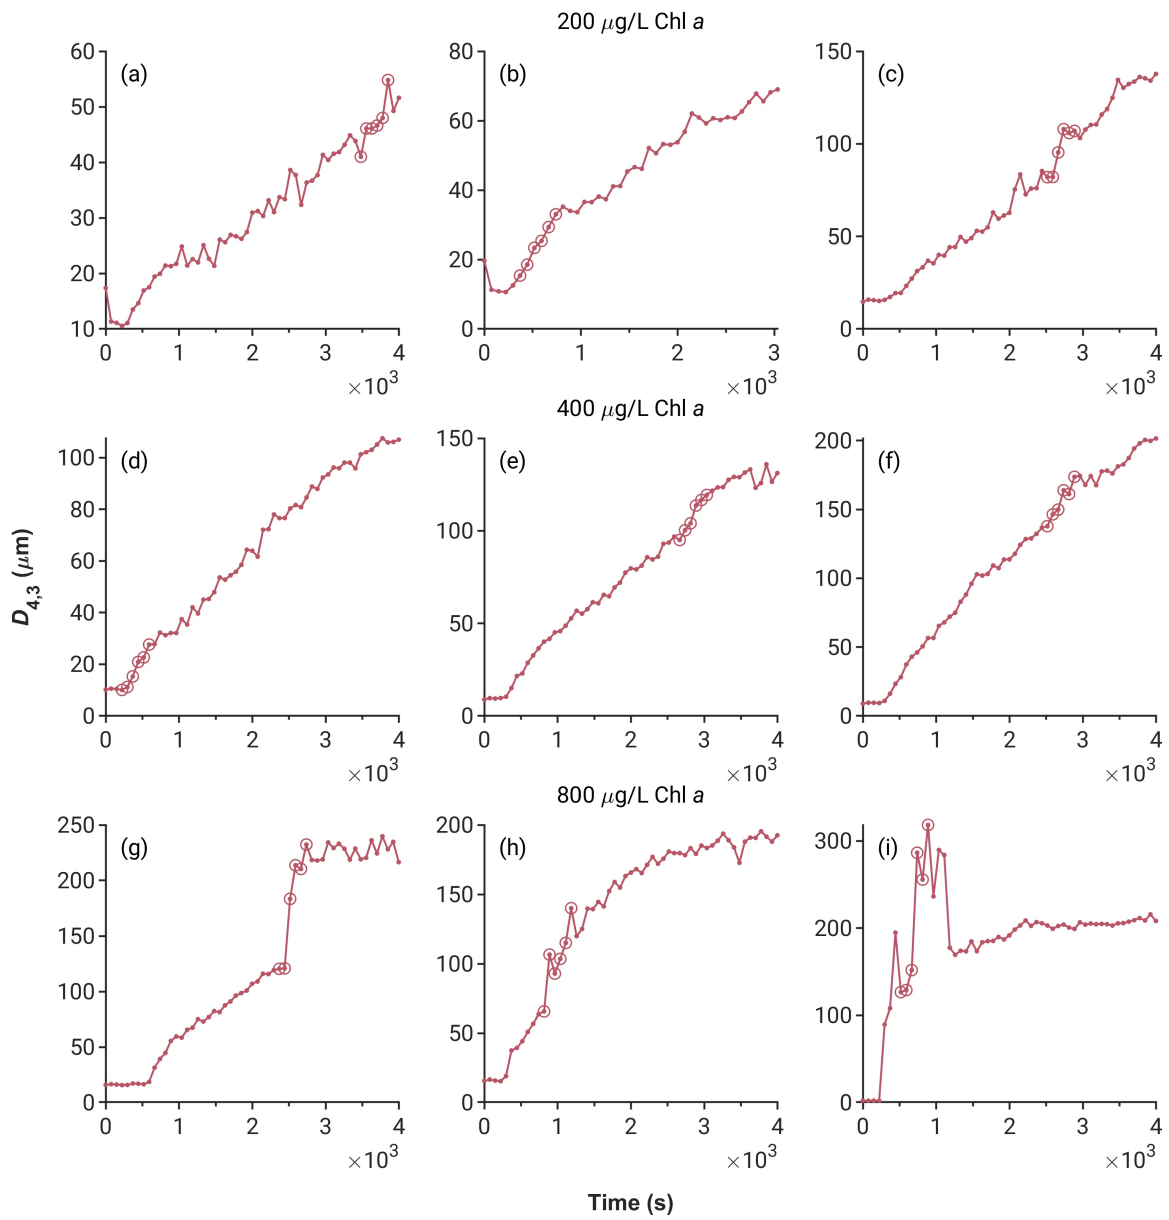 200 μg/L Chl a
(a) (b) (c)
60 80 150
50 60 100
40 40 50
30 20 0
20 0
10
0 1 2 3 4 0 1 2 3 0 1 2 3 4
×10³ ×10³ ×10³
400 μg/L Chl a
(d) (e) (f)
100 150 200
80 100 150
60 50 100
40 0 50
20 0
0
0 1 2 3 4 0 1 2 3 4 0 1 2 3 4
×10³ ×10³ ×10³
D4,3 (μm)
800 μg/L Chl a
(g) (h) (i)
250 200 300
200 150 200
150 100 100
100 50 0
50 0
0
0 1 2 3 4 0 1 2 3 4 0 1 2 3 4
×10³ ×10³ ×10³
Time (s)